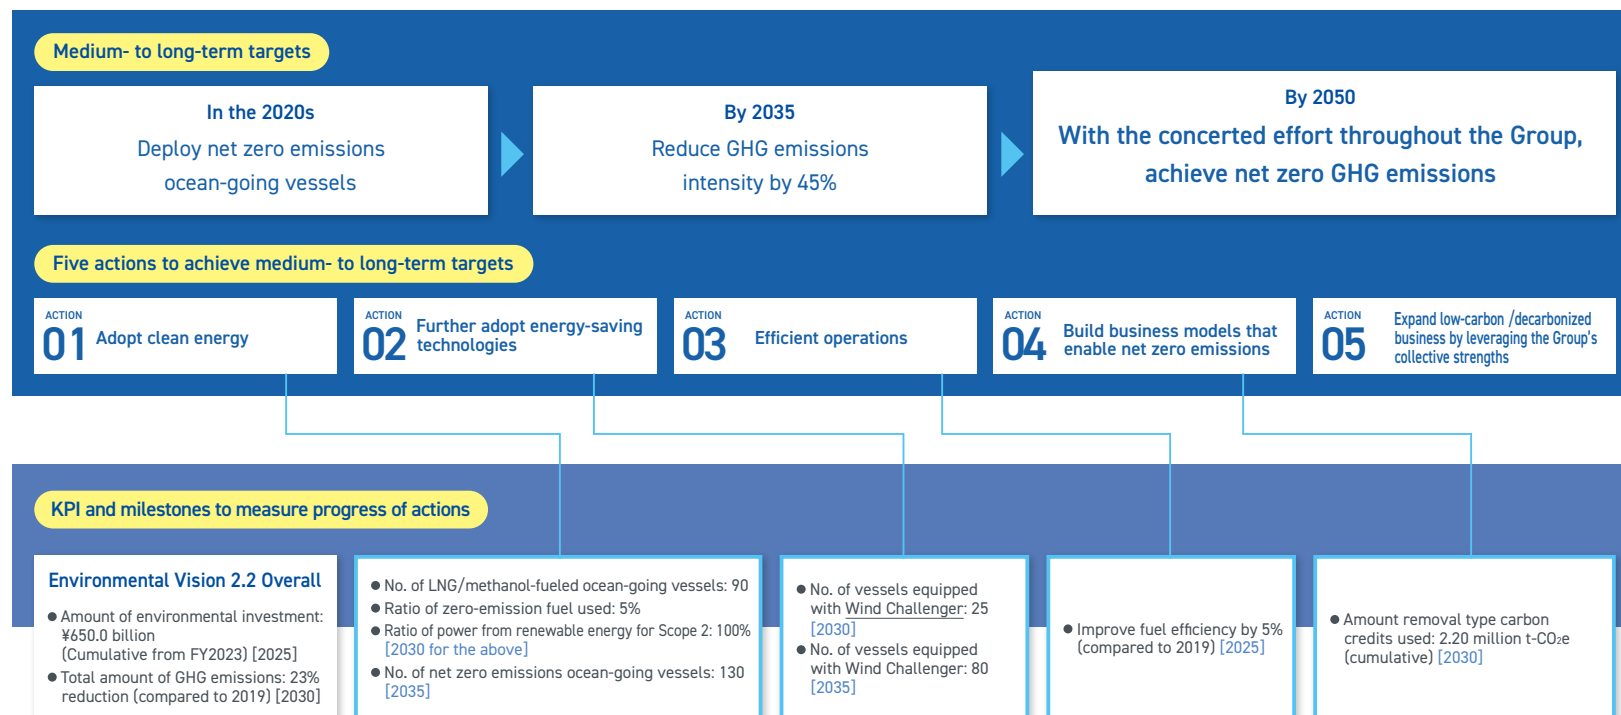 Medium- to long-term targets
In the 2020s
Deploy net zero emissions
ocean-going vessels
By 2035
Reduce GHG emissions
intensity by 45%
By 2050
With the concerted effort throughout the Group,
achieve net zero GHG emissions
Five actions to achieve medium- to long-term targets
ACTION
01
Adopt clean energy
ACTION
02
Further adopt energy-saving
technologies
ACTION
03
Efficient operations
ACTION
04
Build business models that
enable net zero emissions
ACTION
05
Expand low-carbon /decarbonized
business by leveraging the Group's
collective strengths
KPI and milestones to measure progress of actions
Environmental Vision 2.2 Overall
● Amount of environmental investment:
¥650.0 billion
(Cumulative from FY2023) [2025]
● Total amount of GHG emissions: 23%
reduction (compared to 2019) [2030]
● No. of LNG/methanol-fueled ocean-going vessels: 90
● Ratio of zero-emission fuel used: 5%
● Ratio of power from renewable energy for Scope 2: 100%
[2030 for the above]
● No. of net zero emissions ocean-going vessels: 130
[2035]
● No. of vessels equipped
with Wind Challenger: 25
[2030]
● No. of vessels equipped
with Wind Challenger: 80
[2035]
● Improve fuel efficiency by 5%
(compared to 2019) [2025]
● Amount removal type carbon
credits used: 2.20 million t-CO2e
(cumulative) [2030]